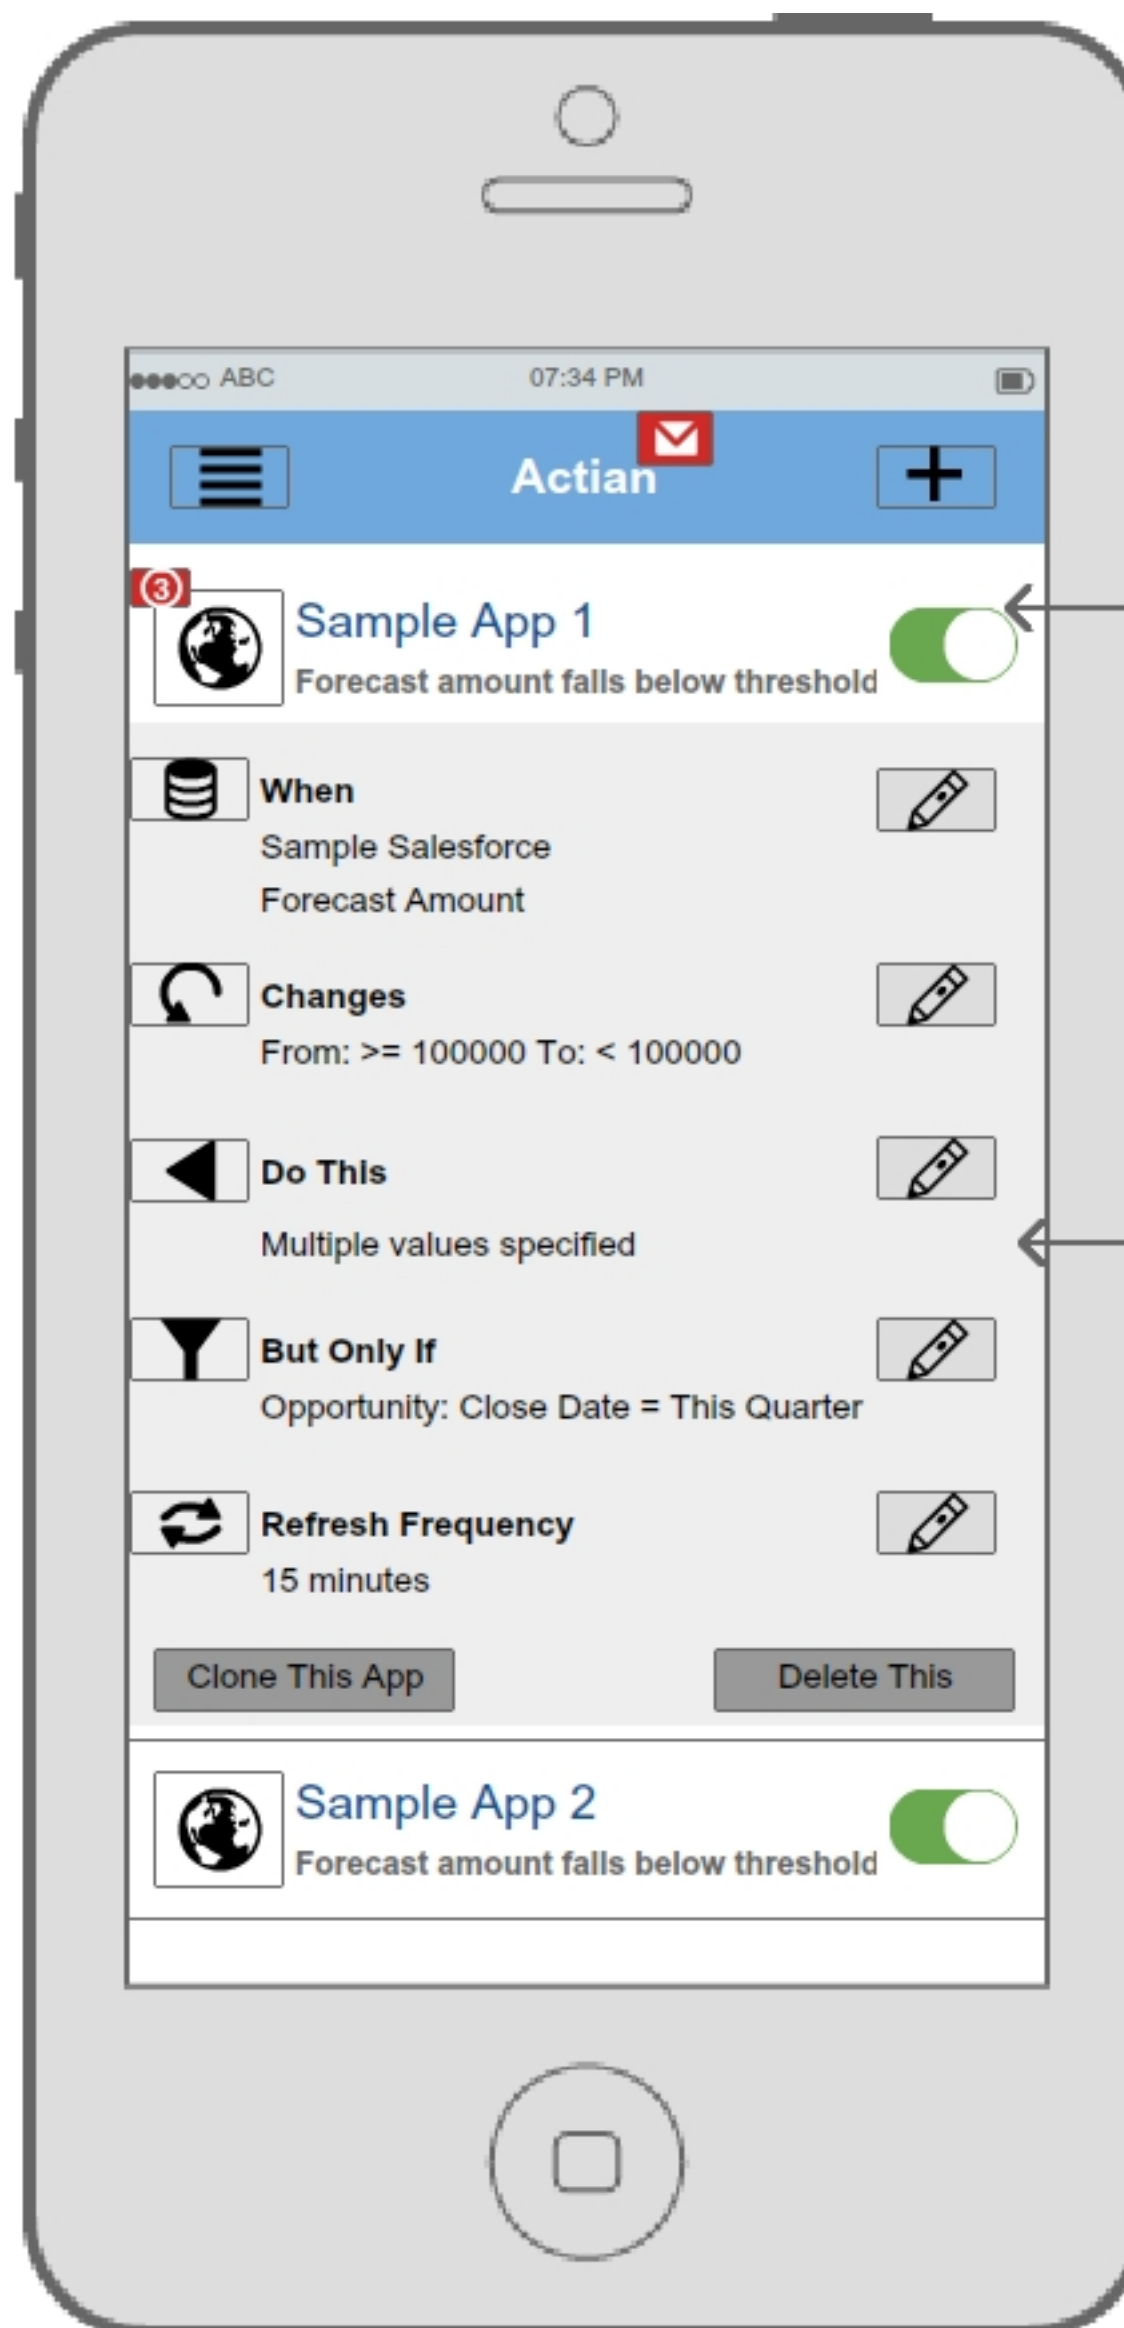 ABC 07:34 PM
Actian
3
Sample App 1
Forecast amount falls below threshold
When
Sample Salesforce
Forecast Amount
Changes
From: >= 100000 To: < 100000
Do This
Multiple values specified
But Only If
Opportunity: Close Date = This Quarter
Refresh Frequency
15 minutes
Clone This App Delete This
Sample App 2
Forecast amount falls below threshold